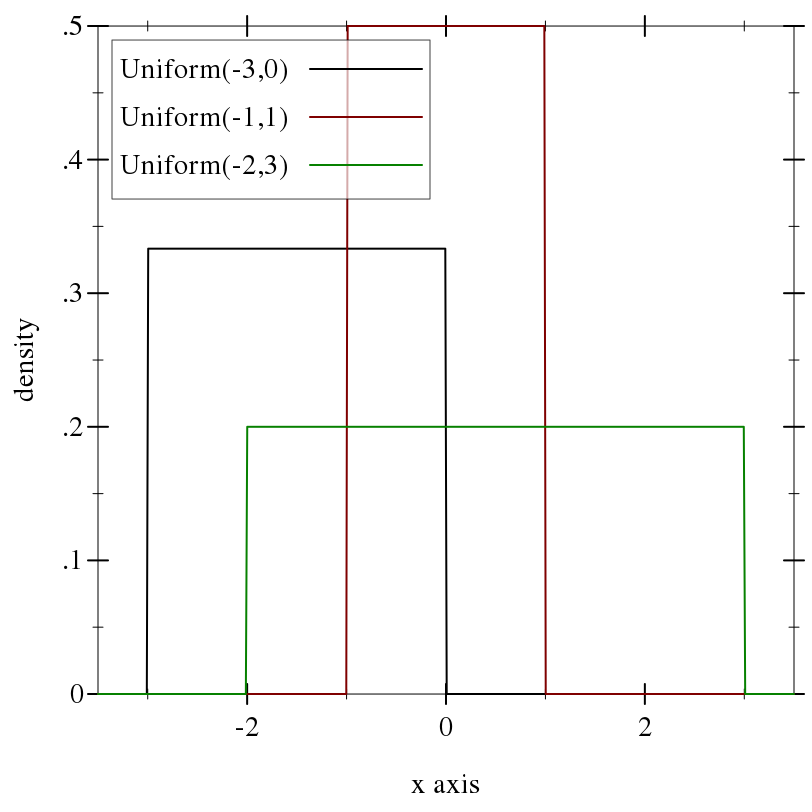 .5
Uniform(-3,0)
Uniform(-1,1)
Uniform(-2,3)
.4
.3
density
.2
.1
0
-2 0 2
x axis